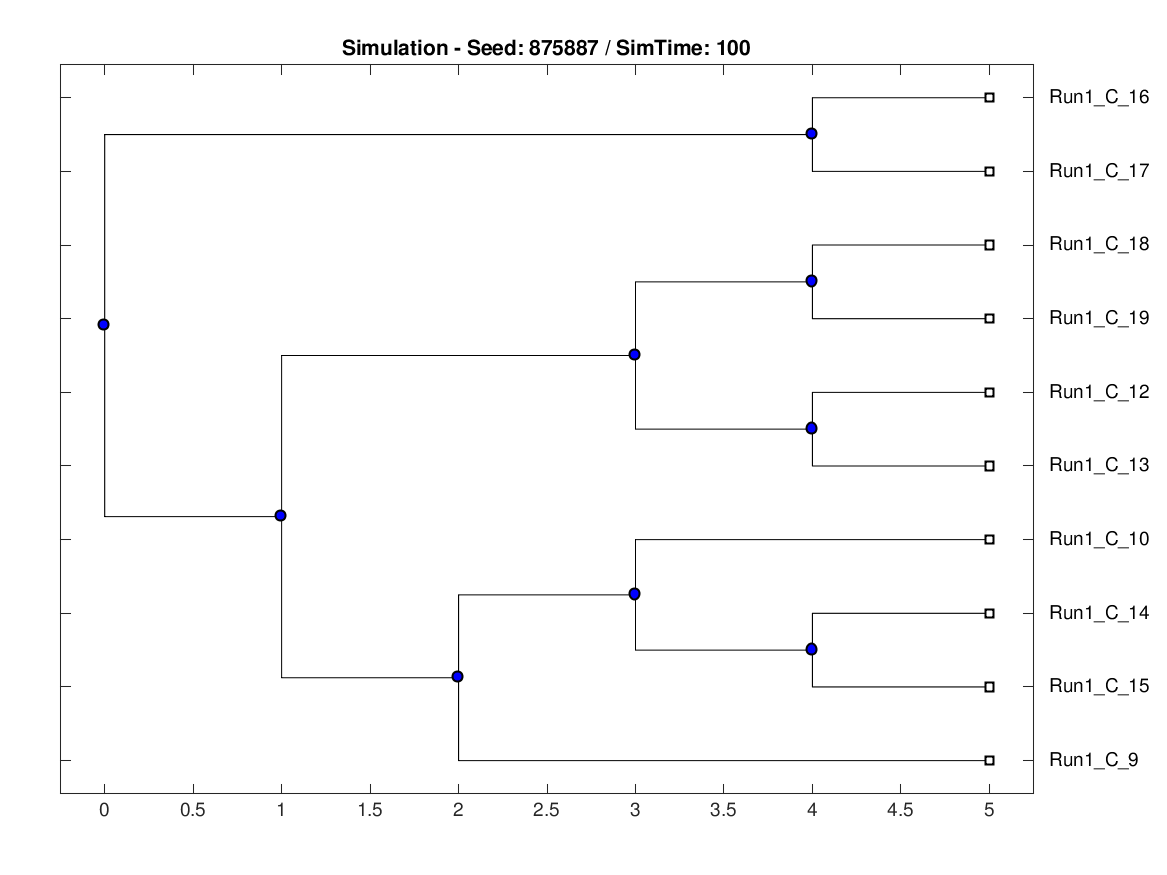 Simulation - Seed: 875887 / SimTime: 100
Run1_C_16
Run1_C_17
Run1_C_18
Run1_C_19
Run1_C_12
Run1_C_13
Run1_C_10
Run1_C_14
Run1_C_15
Run1_C_9
0 0.5 1 1.5 2 2.5 3 3.5 4 4.5 5